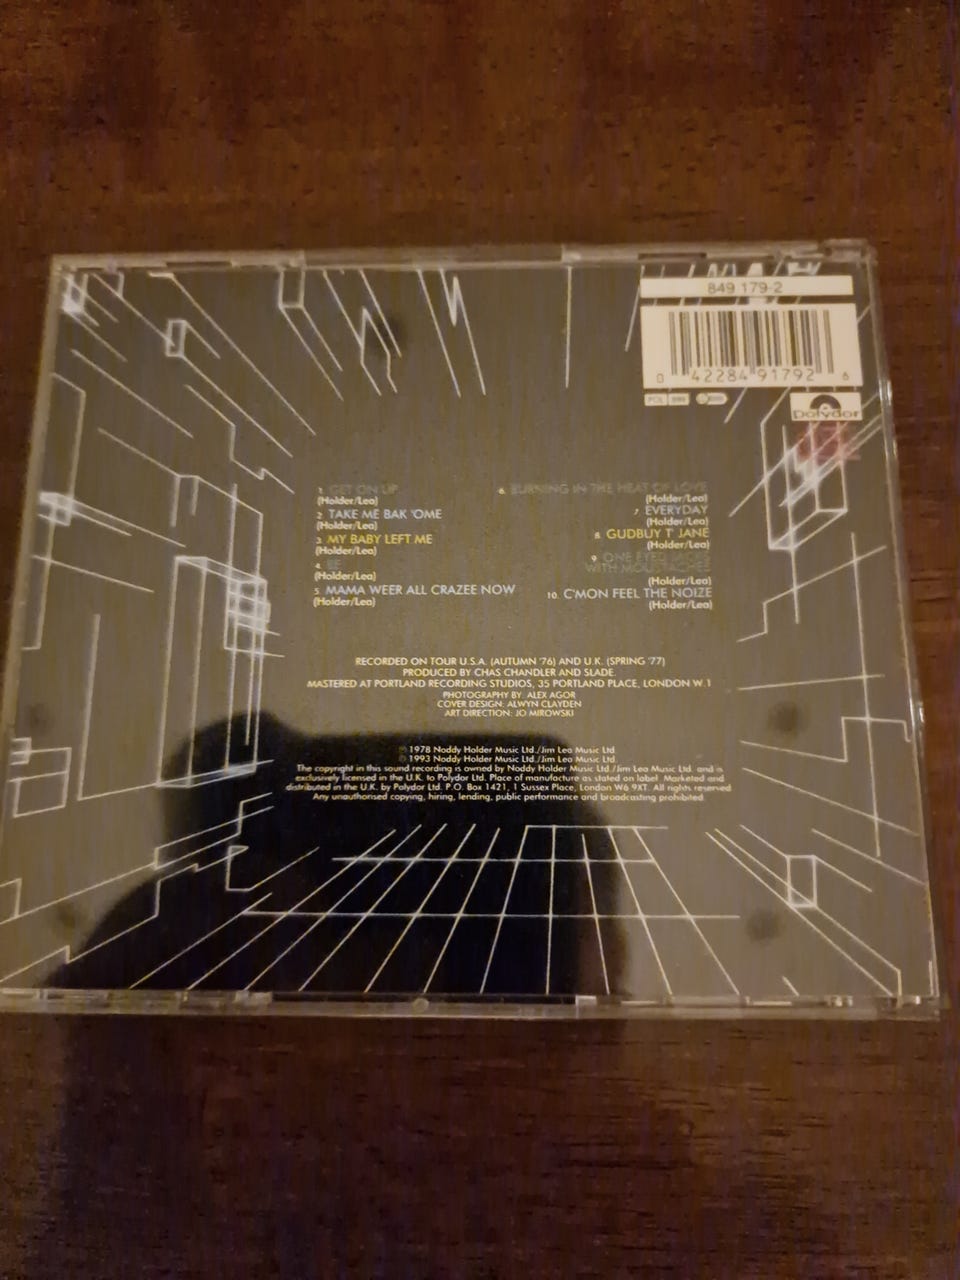 849 179-2
0 42284 91792 6
POL 899
Polydor
1. GET ON UP
(Holder/Lea)
2. TAKE ME BAK 'OME
(Holder/Lea)
3. MY BABY LEFT ME
(Holder/Lea)
4. BE
(Holder/Lea)
5. MAMA WEER ALL CRAZEE NOW
(Holder/Lea)
6. BURNING IN THE HEAT OF LOVE
(Holder/Lea)
7. EVERYDAY
(Holder/Lea)
8. GUDBUY T' JANE
(Holder/Lea)
9. ONE EYED JACKS
WITH MOUSTACHES
(Holder/Lea)
10. C'MON FEEL THE NOIZE
(Holder/Lea)
RECORDED ON TOUR U.S.A. (AUTUMN '76) AND U.K. (SPRING '77)
PRODUCED BY CHAS CHANDLER AND SLADE.
MASTERED AT PORTLAND RECORDING STUDIOS, 35 PORTLAND PLACE, LONDON W.1
PHOTOGRAPHY BY: ALEX AGOR
COVER DESIGN: ALWYN CLAYDEN
ART DIRECTION: JO MIROWSKI
℗ 1978 Noddy Holder Music Ltd./Jim Lea Music Ltd.
© 1993 Noddy Holder Music Ltd./Jim Lea Music Ltd.
The copyright in this sound recording is owned by Noddy Holder Music Ltd./Jim Lea Music Ltd. and is
exclusively licensed in the U.K. to Polydor Ltd. Place of manufacture as stated on label. Marketed and
distributed in the U.K. by Polydor Ltd. P.O. Box 1421, 1 Sussex Place, London W6 9XT. All rights reserved
Any unauthorised copying, hiring, lending, public performance and broadcasting prohibited.